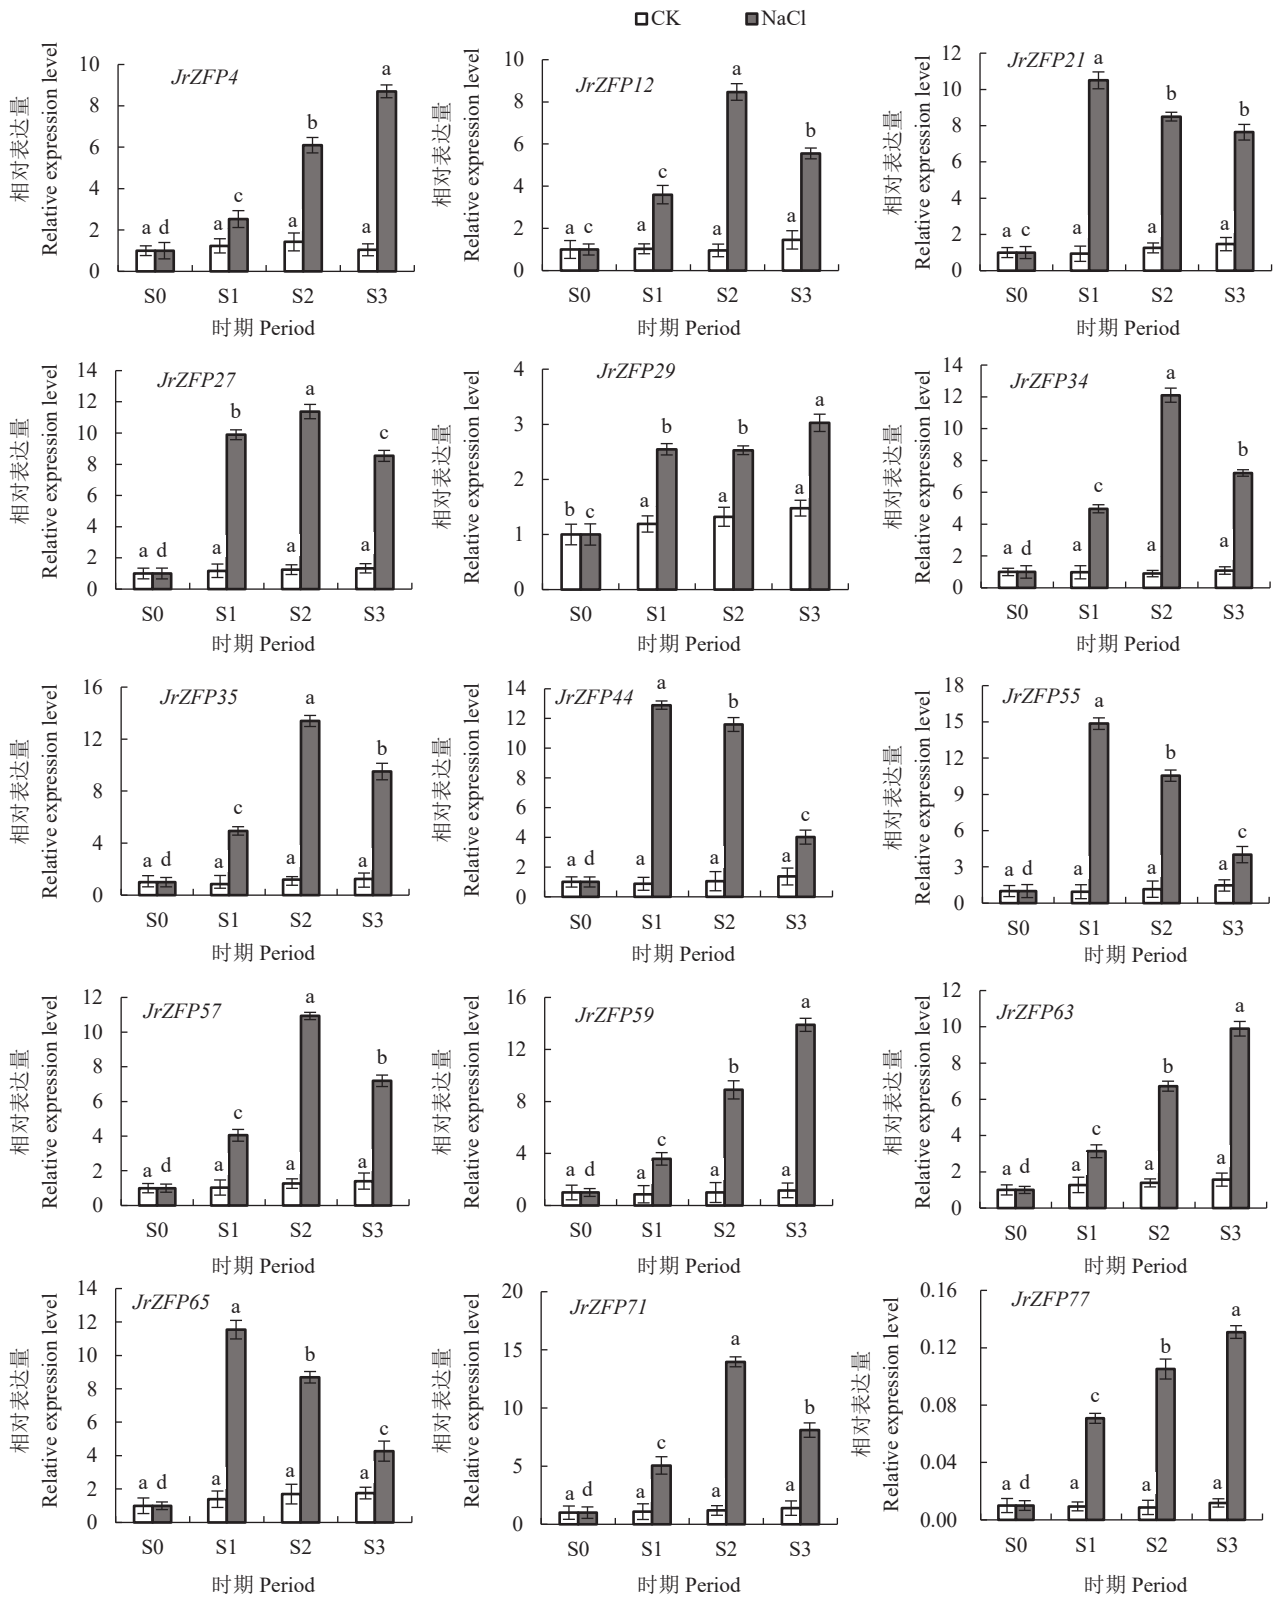 CK NaCl
JrZFP4
相对表达量
Relative expression level
10
8
6
4
2
0
a d a c a b a a
S0 S1 S2 S3
时期 Period
JrZFP12
相对表达量
Relative expression level
10
8
6
4
2
0
a c a c a a a b
S0 S1 S2 S3
时期 Period
JrZFP21
相对表达量
Relative expression level
12
10
8
6
4
2
0
a c a a a b a b
S0 S1 S2 S3
时期 Period
JrZFP27
相对表达量
Relative expression level
14
12
10
8
6
4
2
0
a d a b a a a c
S0 S1 S2 S3
时期 Period
JrZFP29
相对表达量
Relative expression level
4
3
2
1
0
b c a b a b a a
S0 S1 S2 S3
时期 Period
JrZFP34
相对表达量
Relative expression level
14
12
10
8
6
4
2
0
a d a c a a a b
S0 S1 S2 S3
时期 Period
JrZFP35
相对表达量
Relative expression level
16
12
8
4
0
a d a c a a a b
S0 S1 S2 S3
时期 Period
JrZFP44
相对表达量
Relative expression level
14
12
10
8
6
4
2
0
a d a a a b a c
S0 S1 S2 S3
时期 Period
JrZFP55
相对表达量
Relative expression level
18
15
12
9
6
3
0
a d a a a b a c
S0 S1 S2 S3
时期 Period
JrZFP57
相对表达量
Relative expression level
12
10
8
6
4
2
0
a d a c a a a b
S0 S1 S2 S3
时期 Period
JrZFP59
相对表达量
Relative expression level
16
12
8
4
0
a d a c a b a a
S0 S1 S2 S3
时期 Period
JrZFP63
相对表达量
Relative expression level
12
10
8
6
4
2
0
a d a c a b a a
S0 S1 S2 S3
时期 Period
JrZFP65
相对表达量
Relative expression level
14
12
10
8
6
4
2
0
a d a a a b a c
S0 S1 S2 S3
时期 Period
JrZFP71
相对表达量
Relative expression level
20
15
10
5
0
a d a c a a a b
S0 S1 S2 S3
时期 Period
JrZFP77
相对表达量
Relative expression level
0.16
0.12
0.08
0.04
0.00
a d a c a b a a
S0 S1 S2 S3
时期 Period